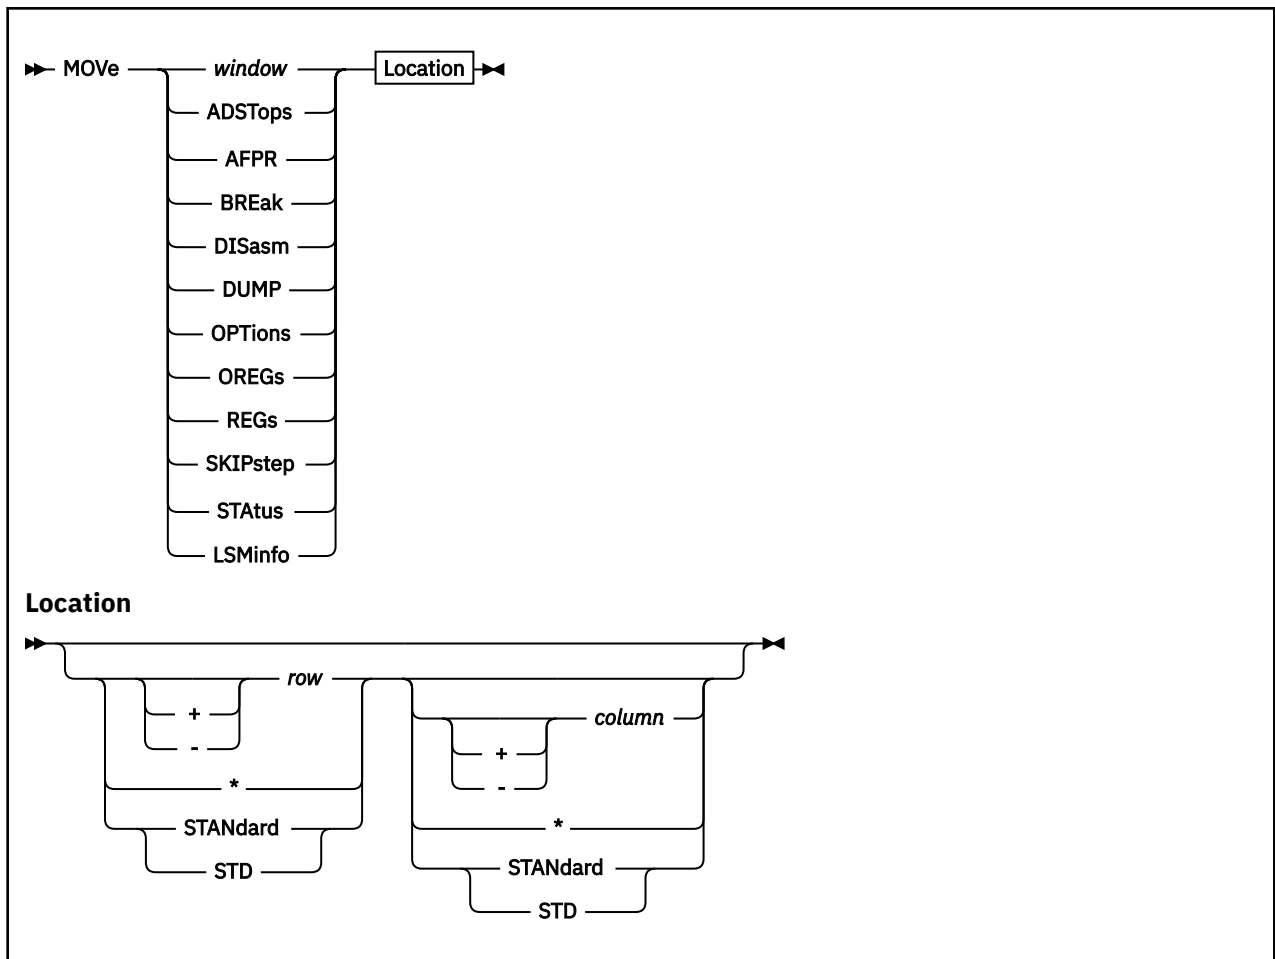 MOVe window Location
ADSTops
AFPR
BREak
DISasm
DUMP
OPTions
OREGs
REGs
SKIPstep
STAtus
LSMinfo
Location
row
+ column
- +
* -
STANdard *
STD STANdard
STD